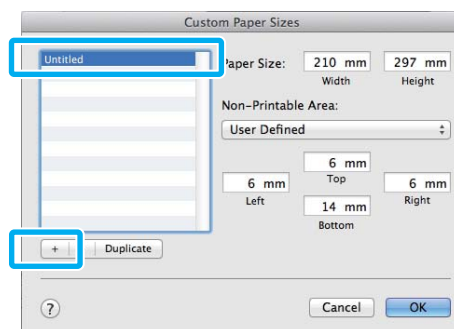 Custom Paper Sizes
Untitled
Paper Size: 210 mm 297 mm
Width Height
Non-Printable Area:
User Defined
6 mm
Top
6 mm 6 mm
Left Right
14 mm
Bottom
+ Duplicate
? Cancel OK